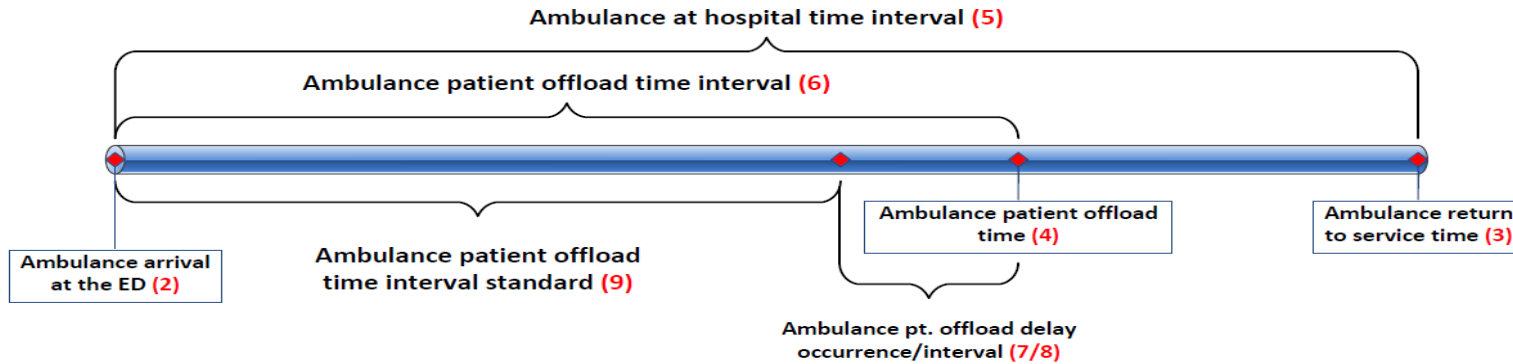 Ambulance at hospital time interval (5)
Ambulance patient offload time interval (6)
Ambulance patient offload
time (4)
Ambulance return
to service time (3)
Ambulance arrival
at the ED (2)
Ambulance patient offload
time interval standard (9)
Ambulance pt. offload delay
occurrence/interval (7/8)